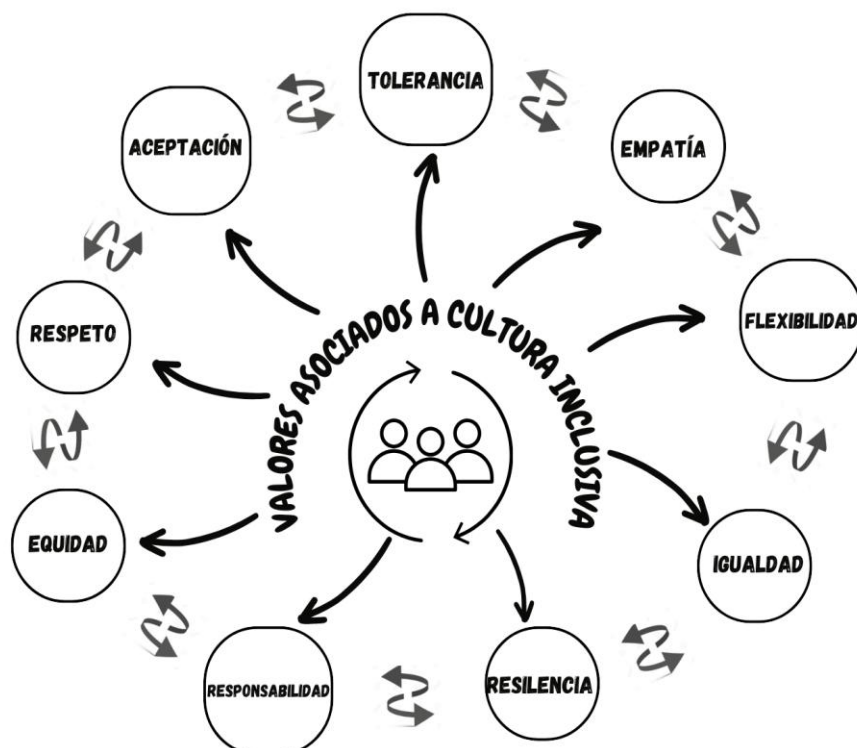 TOLERANCIA
ACEPTACIÓN
EMPATÍA
RESPETO
FLEXIBILIDAD
VALORES ASOCIADOS A CULTURA INCLUSIVA
EQUIDAD
IGUALDAD
RESPONSABILIDAD
RESILENCIA